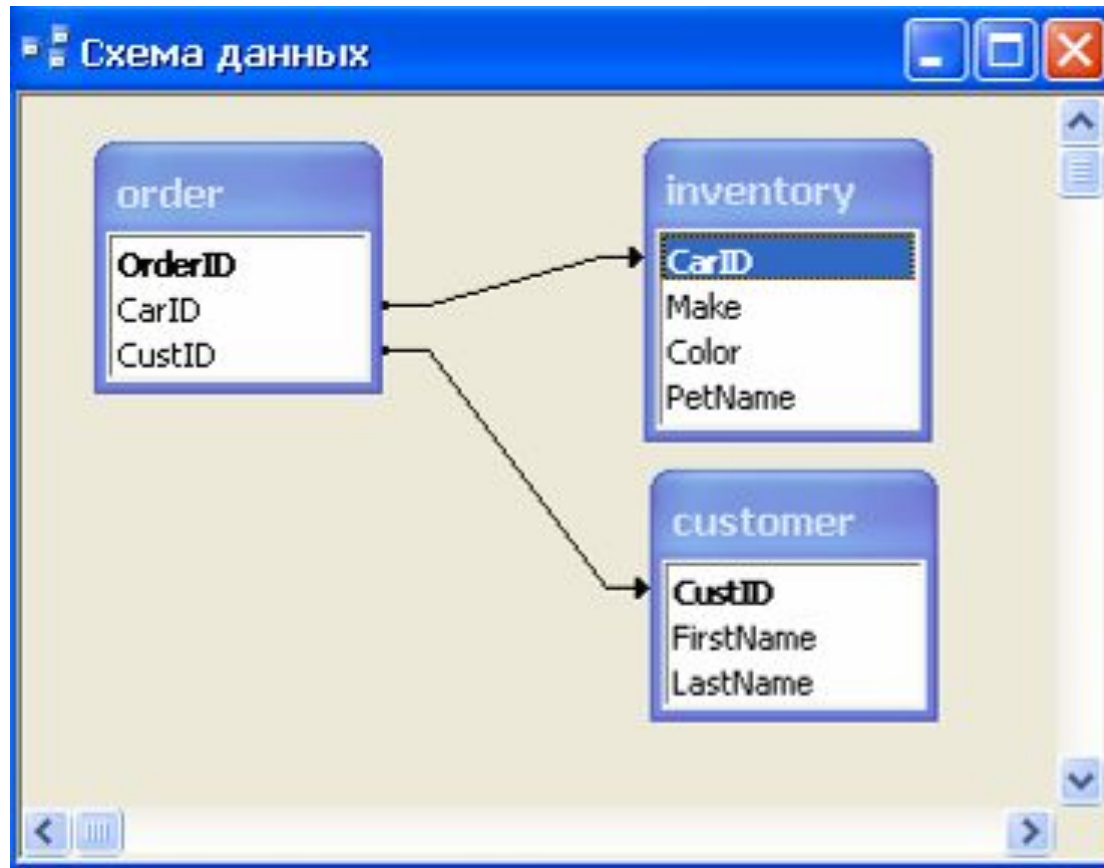 Схема данных
order
OrderID
CarID
CustID
inventory
CarID
Make
Color
PetName
customer
CustID
FirstName
LastName